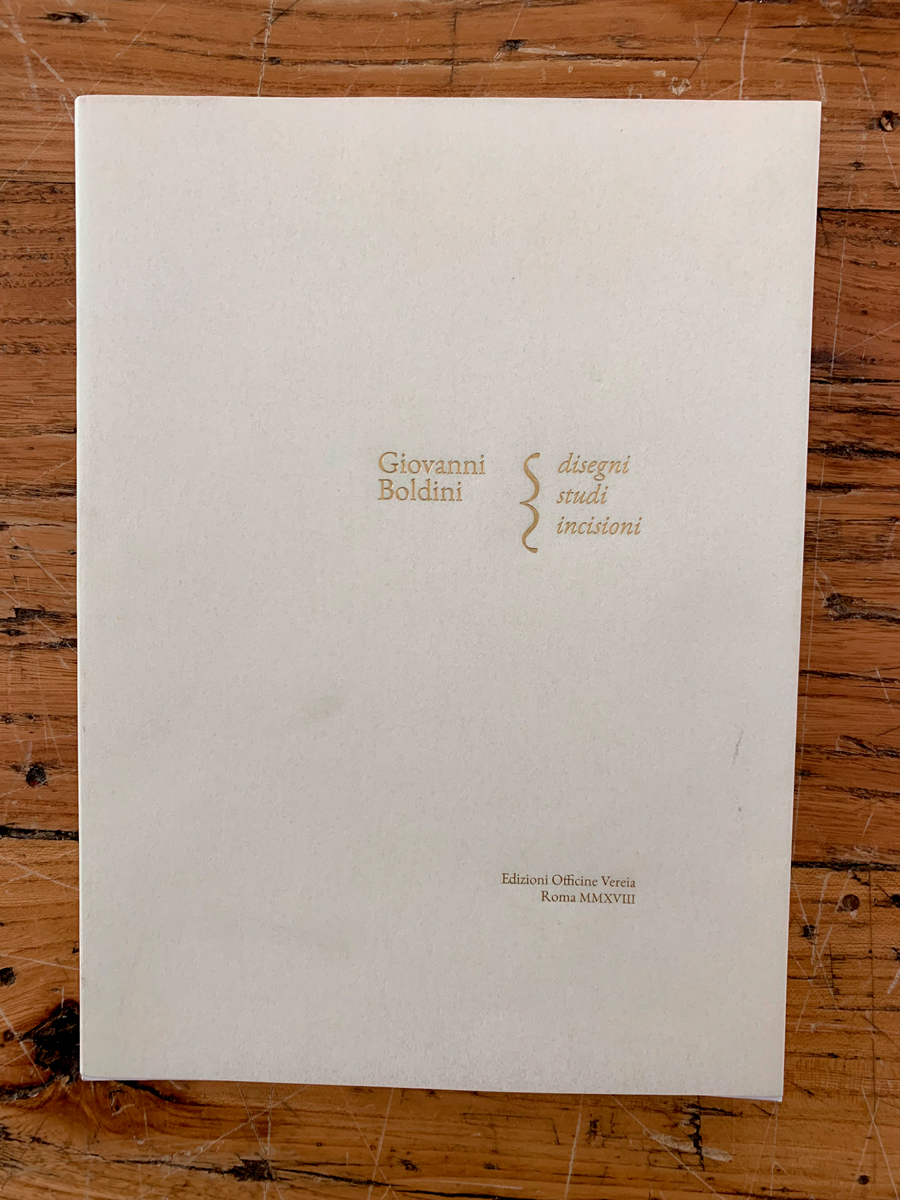 Giovanni
Boldini
disegni
studi
incisioni
Edizioni Officine Vereia
Roma MMXVIII